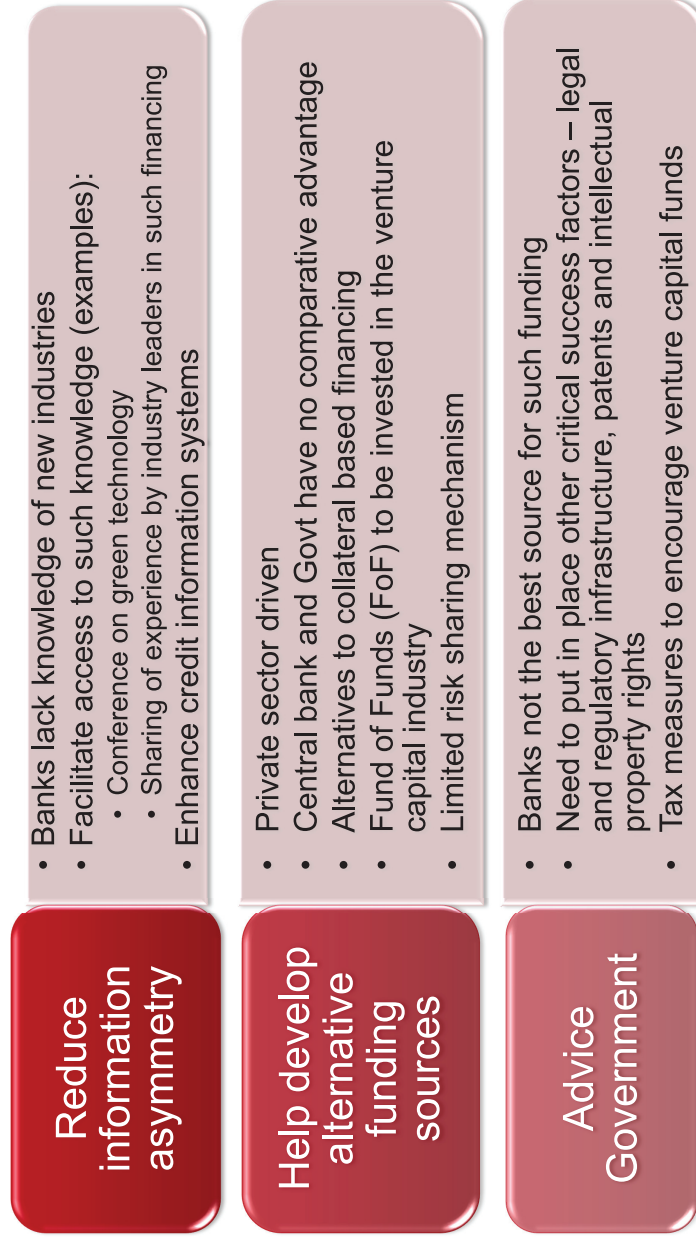 Reduce
information
asymmetry
• Banks lack knowledge of new industries
• Facilitate access to such knowledge (examples):
• Conference on green technology
• Sharing of experience by industry leaders in such financing
• Enhance credit information systems
Help develop
alternative
funding
sources
• Private sector driven
• Central bank and Govt have no comparative advantage
• Alternatives to collateral based financing
• Fund of Funds (FoF) to be invested in the venture
capital industry
• Limited risk sharing mechanism
Advice
Government
• Banks not the best source for such funding
• Need to put in place other critical success factors – legal
and regulatory infrastructure, patents and intellectual
property rights
• Tax measures to encourage venture capital funds